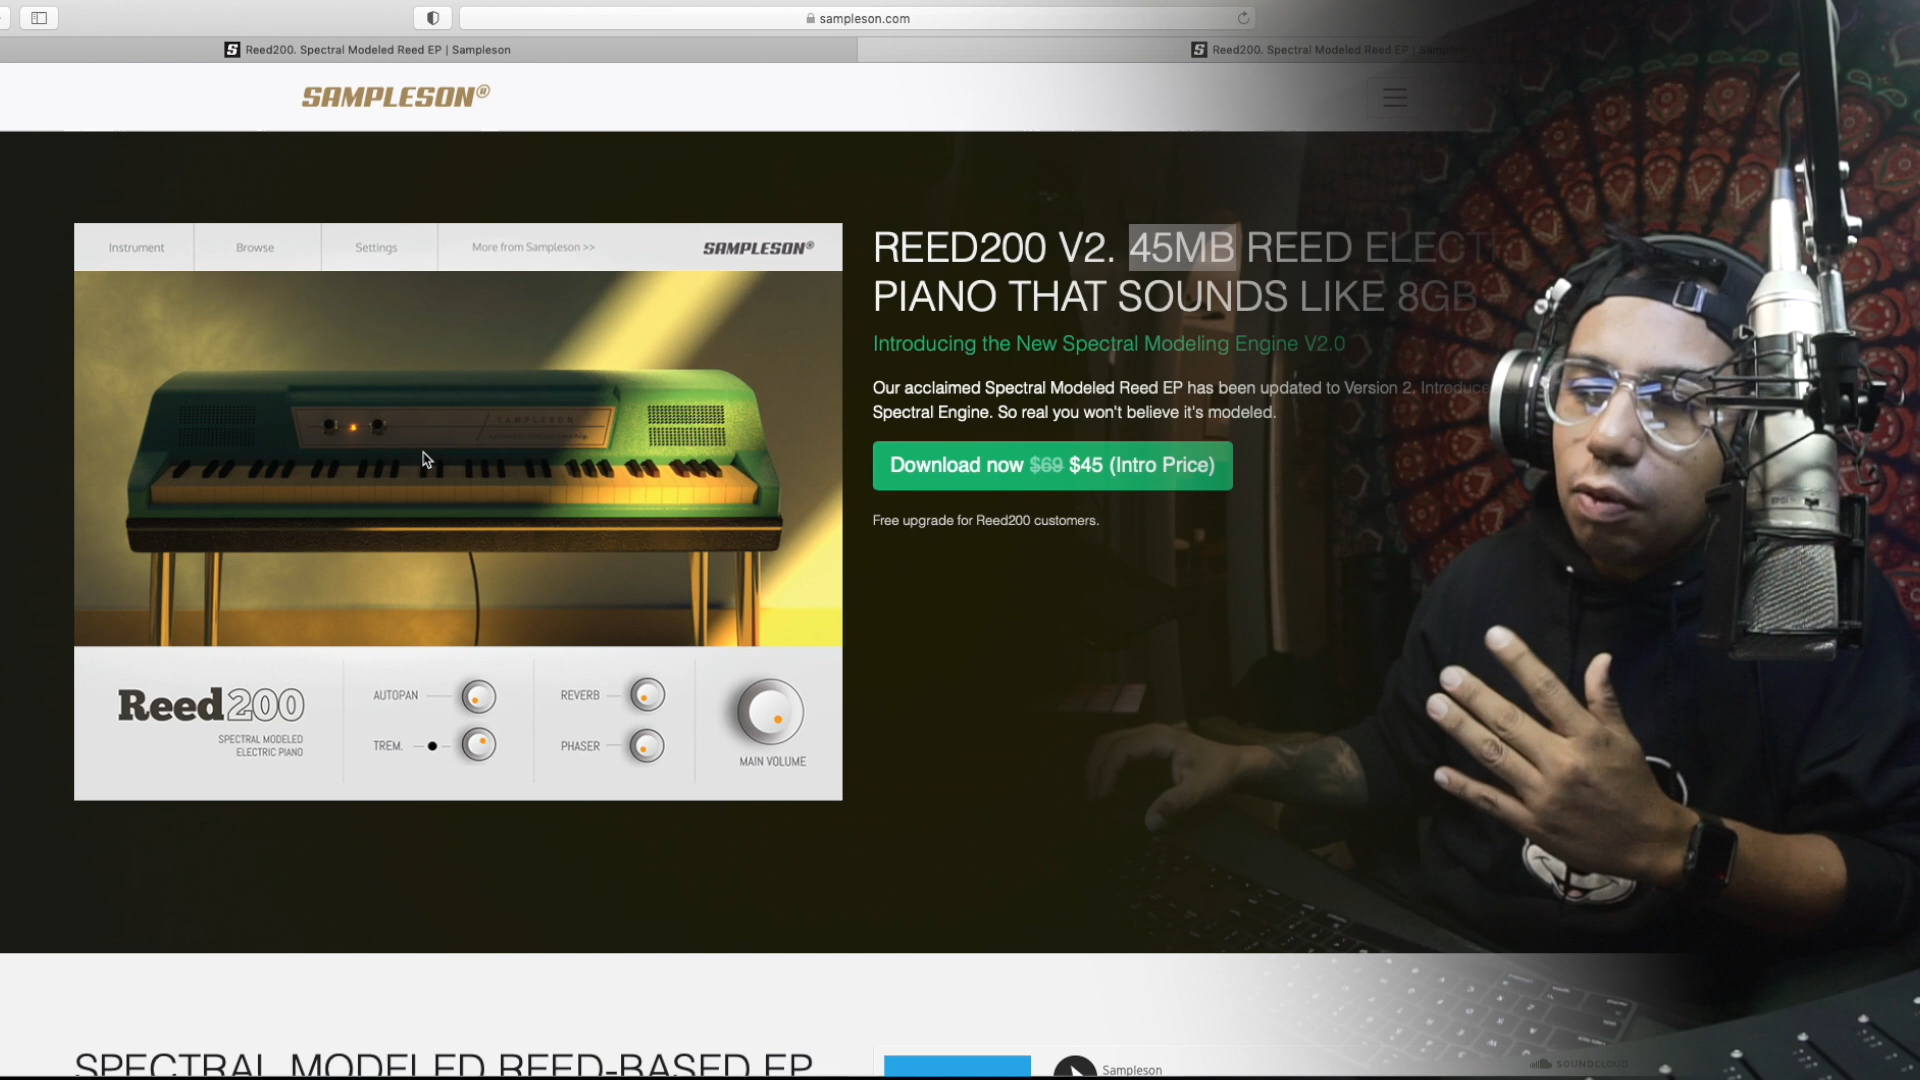 sampleson.com
Reed200. Spectral Modeled Reed EP | Sampleson
Reed200. Spectral Modeled Reed EP | Sampleson
SAMPLESON®
Instrument
Browse
Settings
More from Sampleson >>
SAMPLESON®
SAMPLESON
REED200 V2. 45MB REED ELECT
PIANO THAT SOUNDS LIKE 8GB
Introducing the New Spectral Modeling Engine V2.0
Our acclaimed Spectral Modeled Reed EP has been updated to Version 2. Introduce
Spectral Engine. So real you won't believe it's modeled.
Download now $69 $45 (Intro Price)
Free upgrade for Reed200 customers.
Reed200
SPECTRAL MODELED
ELECTRIC PIANO
AUTOPAN
TREM.
REVERB
PHASER
MAIN VOLUME
SPECTRAL MODELED REED-BASED EP
Sampleson
SOUNDCLOUD